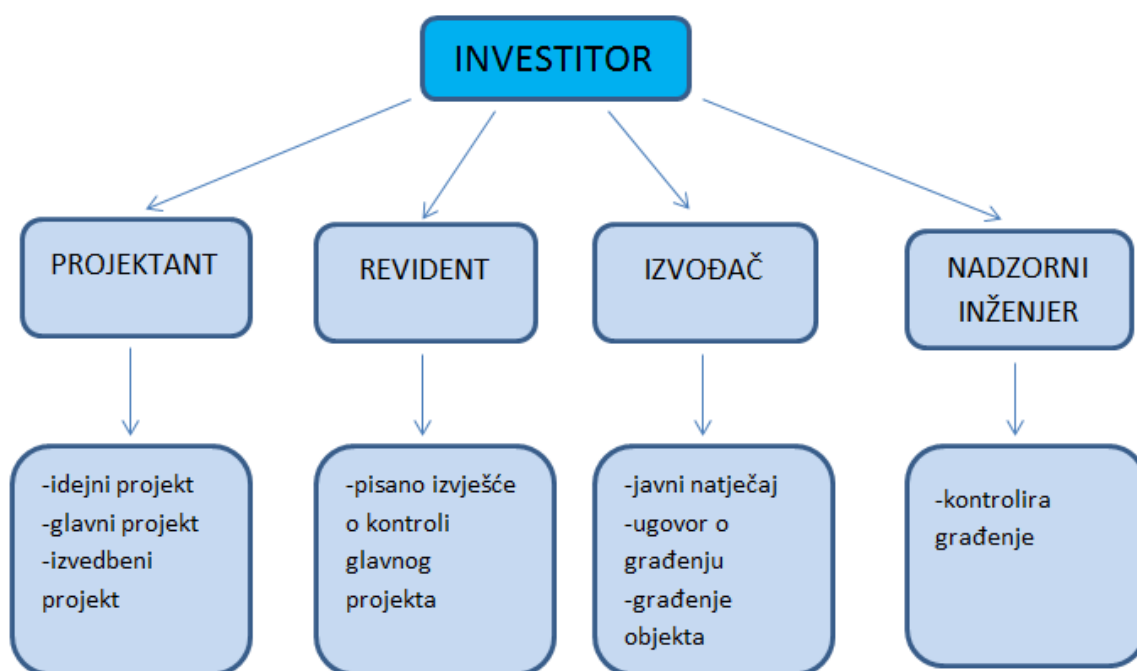 INVESTITOR
PROJEKTANT
REVIDENT
IZVOĐAČ
NADZORNI
INŽENJER
-idejni projekt
-glavni projekt
-izvedbeni
projekt
-pisano izvješće
o kontroli
glavnog
projekta
-javni natječaj
-ugovor o
građenju
-građenje
objekta
-kontrolira
građenje